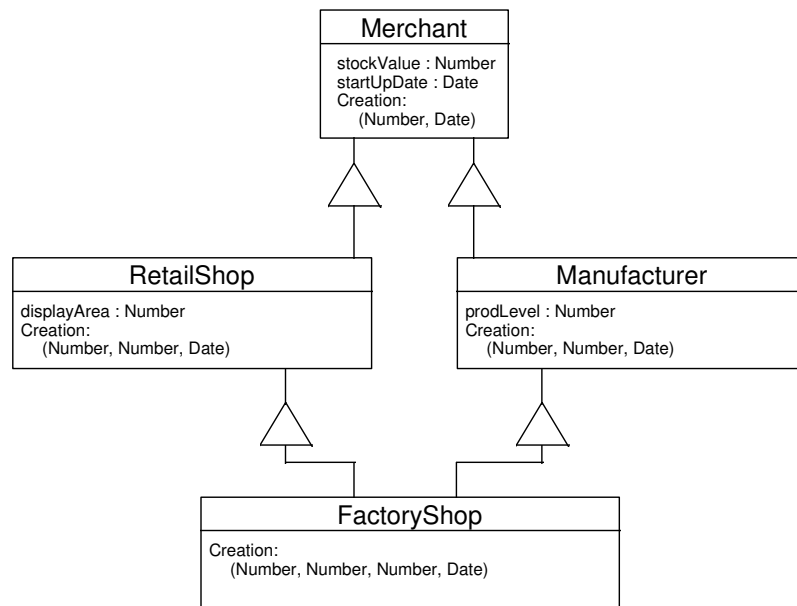 Merchant
stockValue : Number
startUpDate : Date
Creation:
(Number, Date)
RetailShop
displayArea : Number
Creation:
(Number, Number, Date)
Manufacturer
prodLevel : Number
Creation:
(Number, Number, Date)
FactoryShop
Creation:
(Number, Number, Number, Date)